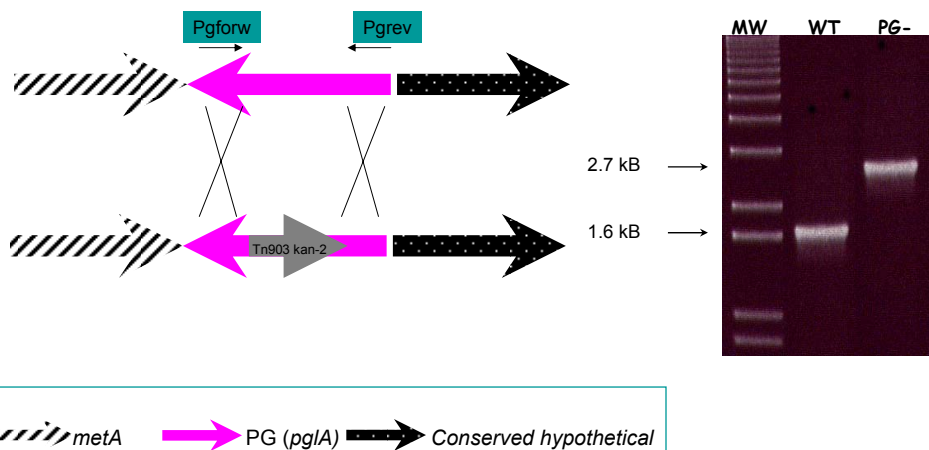 Pgforw Pgrev
MW WT PG-
2.7 kB
Tn903 kan-2
1.6 kB
metA PG (pglA) Conserved hypothetical